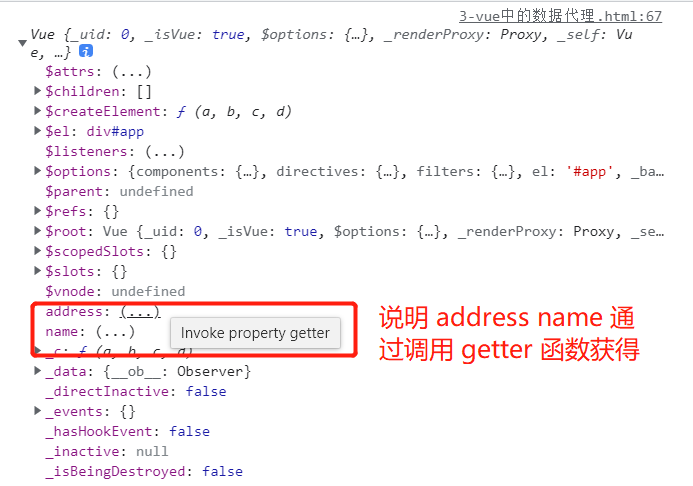 3-vue中的数据代理.html:67
Vue {_uid: 0, _isVue: true, $options: {…}, _renderProxy: Proxy, _self: Vu
e, …}
$attrs: (...)
$children: []
$createElement: ƒ (a, b, c, d)
$el: div#app
$listeners: (...)
$options: {components: {…}, directives: {…}, filters: {…}, el: '#app', _ba…
$parent: undefined
$refs: {}
$root: Vue {_uid: 0, _isVue: true, $options: {…}, _renderProxy: Proxy, _se…
$scopedSlots: {}
$slots: {}
$vnode: undefined
address: (...)
name: (...)
Invoke property getter
说明 address name 通
过调用 getter 函数获得
_c: ƒ (a, b, c, d)
_data: {__ob__: Observer}
_directInactive: false
_events: {}
_hasHookEvent: false
_inactive: null
_isBeingDestroyed: false